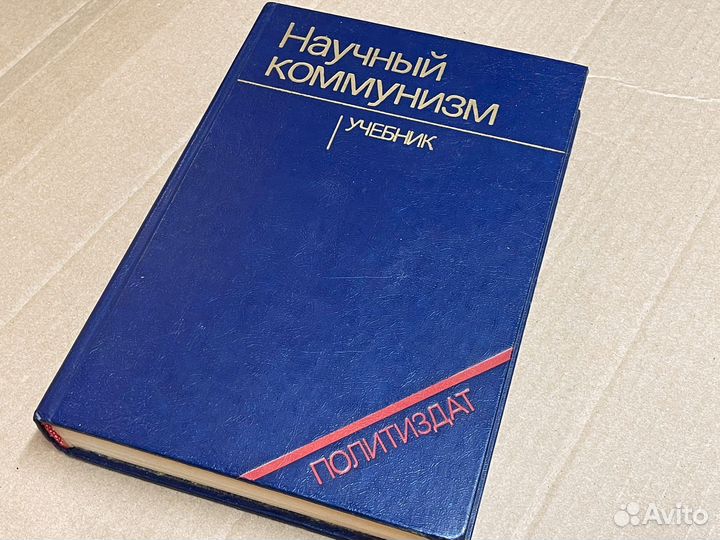 Научный
коммунизм
УЧЕБНИК
ПОЛИТИЗДАТ
Avito